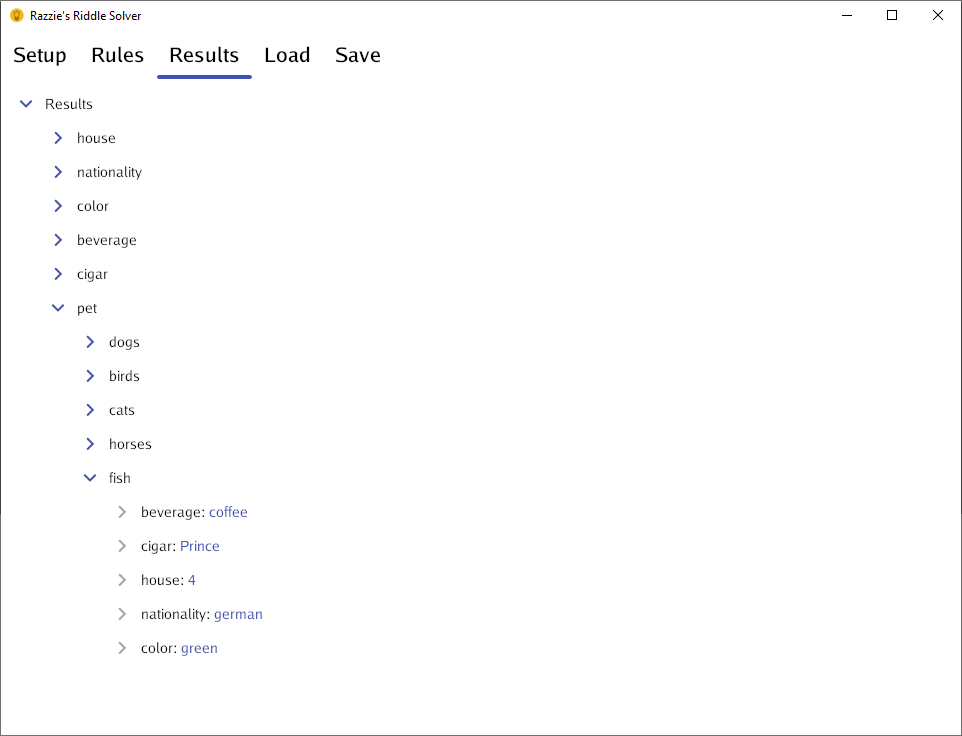 Razzie's Riddle Solver
Setup Rules Results Load Save
Results
house
nationality
color
beverage
cigar
pet
dogs
birds
cats
horses
fish
beverage: coffee
cigar: Prince
house: 4
nationality: german
color: green